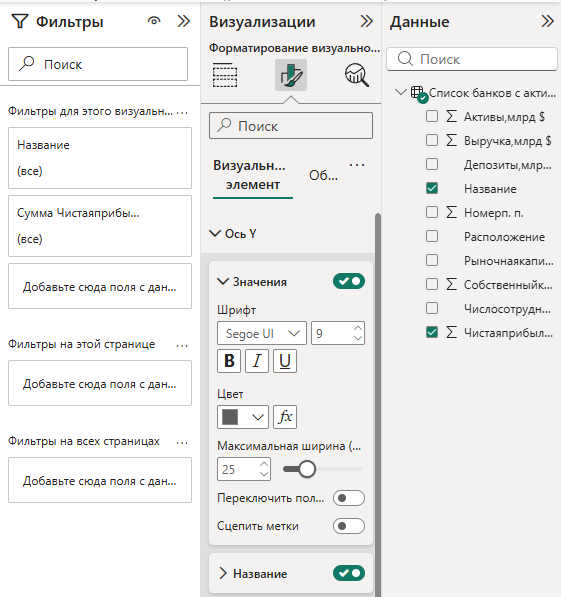 Фильтры
Поиск
Фильтры для этого визуальн...
Название
(все)
Сумма Чистаяприбы...
(все)
Добавьте сюда поля с дан...
Фильтры на этой странице
Добавьте сюда поля с дан...
Фильтры на всех страницах
Добавьте сюда поля с дан...
Визуализации
Форматирование визуально...
Поиск
Визуальн...
элемент
Об...
Ось Y
Значения
Шрифт
Segoe UI
9
B I U
Цвет
fx
Максимальная ширина (...
25
Переключить пол...
Сцепить метки
Название
Данные
Поиск
Список банков с акти...
Активы,млрд $
Выручка,млрд $
Депозиты,млр...
Название
Номерп. п.
Расположение
Рыночнаякапи...
Собственныйк...
Числосотрудн...
Чистаяприбыл...